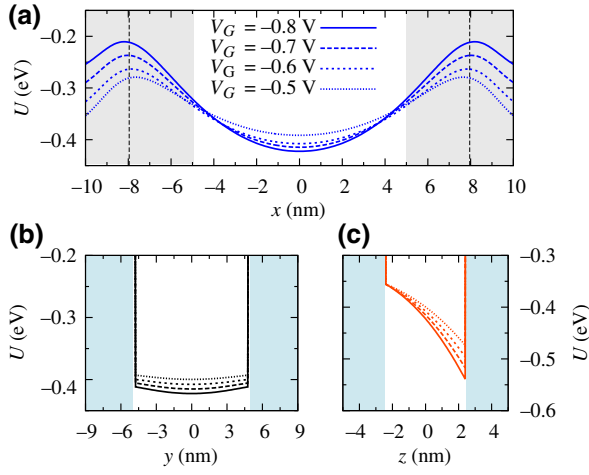 (a)
V_G = −0.8 V
V_G = −0.7 V
V_G = −0.6 V
V_G = −0.5 V
−0.2
−0.3
−0.4
U (eV)
−10 −8 −6 −4 −2 0 2 4 6 8 10
x (nm)
(b)
−0.2
−0.3
−0.4
U (eV)
−9 −6 −3 0 3 6 9
y (nm)
(c)
−0.3
−0.4
−0.5
−0.6
U (eV)
−4 −2 0 2 4
z (nm)